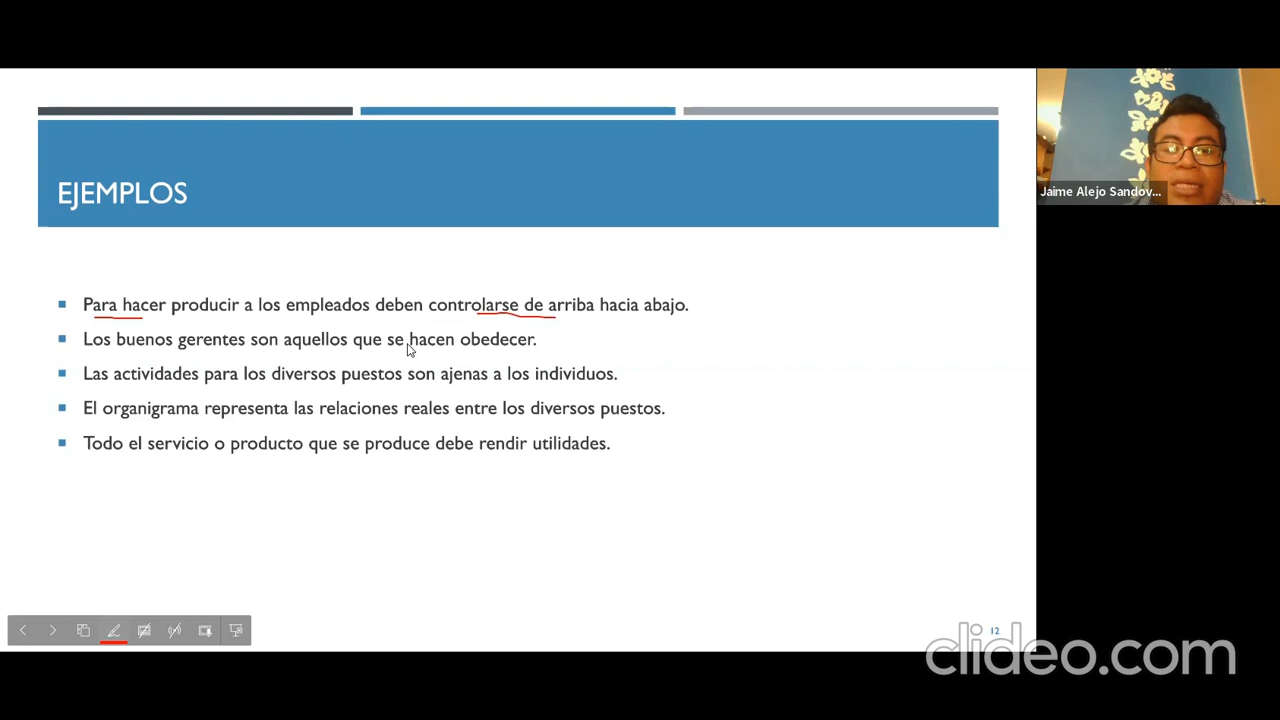 EJEMPLOS
Jaime Alejo Sandov...
Para hacer producir a los empleados deben controlarse de arriba hacia abajo.
Los buenos gerentes son aquellos que se hacen obedecer.
Las actividades para los diversos puestos son ajenas a los individuos.
El organigrama representa las relaciones reales entre los diversos puestos.
Todo el servicio o producto que se produce debe rendir utilidades.
12
clideo.com